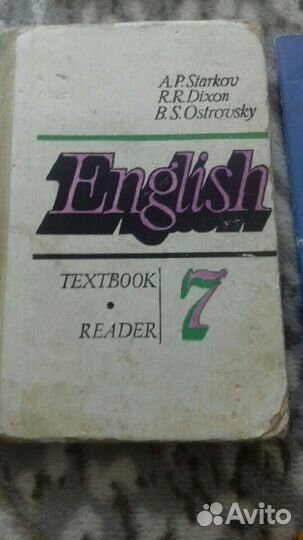 A.P.Starkov
R.R.Dixon
B.S.Ostrovsky
English
TEXTBOOK
•
READER
7
Avito